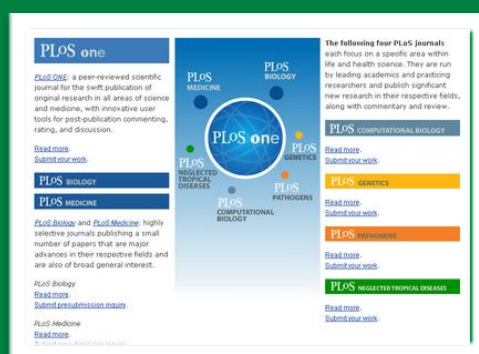 PLoS one
PLoS ONE: a peer-reviewed scientific
journal for the swift publication of
original research in all areas of science
and medicine, with innovative user
tools for post-publication commenting,
rating, and discussion.
Read more.
Submit your work.
PLoS BIOLOGY
PLoS MEDICINE
PLoS Biology and PLoS Medicine: highly
selective journals publishing a small
number of papers that are major
advances in their respective fields and
are also of broad general interest.
PLoS Biology
Read more.
Submit presubmission inquiry.
PLoS Medicine
Read more.
Submit presubmission inquiry.
PLoS
MEDICINE
PLoS
BIOLOGY
PLoS one
PLoS
GENETICS
PLoS
NEGLECTED
TROPICAL
DISEASES
PLoS
PATHOGENS
PLoS
COMPUTATIONAL
BIOLOGY
The following four PLoS journals
each focus on a specific area within
life and health science. They are run
by leading academics and practicing
researchers and publish significant
new research in their respective fields,
along with commentary and review.
PLoS COMPUTATIONAL BIOLOGY
Read more.
Submit your work.
PLoS GENETICS
Read more.
Submit your work.
PLoS PATHOGENS
Read more.
Submit your work.
PLoS NEGLECTED TROPICAL DISEASES
Read more.
Submit your work.